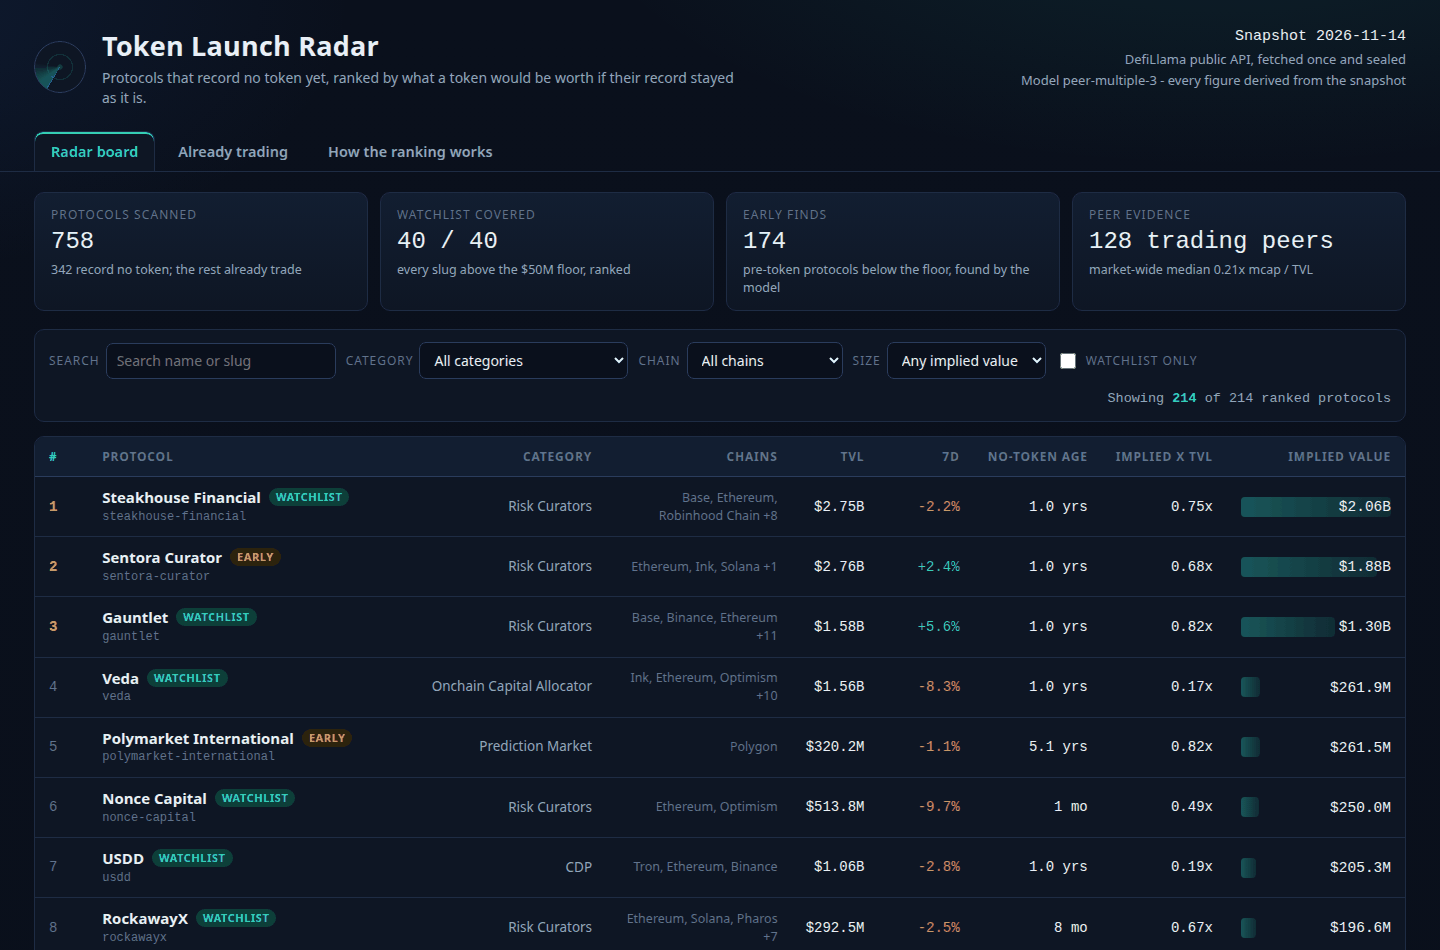 Token Launch Radar
Protocols that record no token yet, ranked by what a token would be worth if their record stayed
as it is.
Snapshot 2026-11-14
DefiLlama public API, fetched once and sealed
Model peer-multiple-3 - every figure derived from the snapshot
Radar board
Already trading
How the ranking works
PROTOCOLS SCANNED
758
342 record no token; the rest already trade
WATCHLIST COVERED
40 / 40
every slug above the $50M floor, ranked
EARLY FINDS
174
pre-token protocols below the floor, found by the
model
PEER EVIDENCE
128 trading peers
market-wide median 0.21x mcap / TVL
SEARCH Search name or slug CATEGORY All categories CHAIN All chains SIZE Any implied value WATCHLIST ONLY
Showing 214 of 214 ranked protocols
# PROTOCOL CATEGORY CHAINS TVL 7D NO-TOKEN AGE IMPLIED X TVL IMPLIED VALUE
1 Steakhouse Financial WATCHLIST
steakhouse-financial
Risk Curators
Base, Ethereum,
Robinhood Chain +8
$2.75B -2.2% 1.0 yrs 0.75x $2.06B
2 Sentora Curator EARLY
sentora-curator
Risk Curators
Ethereum, Ink, Solana +1
$2.76B +2.4% 1.0 yrs 0.68x $1.88B
3 Gauntlet WATCHLIST
gauntlet
Risk Curators
Base, Binance, Ethereum
+11
$1.58B +5.6% 1.0 yrs 0.82x $1.30B
4 Veda WATCHLIST
veda
Onchain Capital Allocator
Ink, Ethereum, Optimism
+10
$1.56B -8.3% 1.0 yrs 0.17x $261.9M
5 Polymarket International EARLY
polymarket-international
Prediction Market
Polygon
$320.2M -1.1% 5.1 yrs 0.82x $261.5M
6 Nonce Capital WATCHLIST
nonce-capital
Risk Curators
Ethereum, Optimism
$513.8M -9.7% 1 mo 0.49x $250.0M
7 USDD WATCHLIST
usdd
CDP
Tron, Ethereum, Binance
$1.06B -2.8% 1.0 yrs 0.19x $205.3M
8 RockawayX WATCHLIST
rockawayx
Risk Curators
Ethereum, Solana, Pharos
+7
$292.5M -2.5% 8 mo 0.67x $196.6M